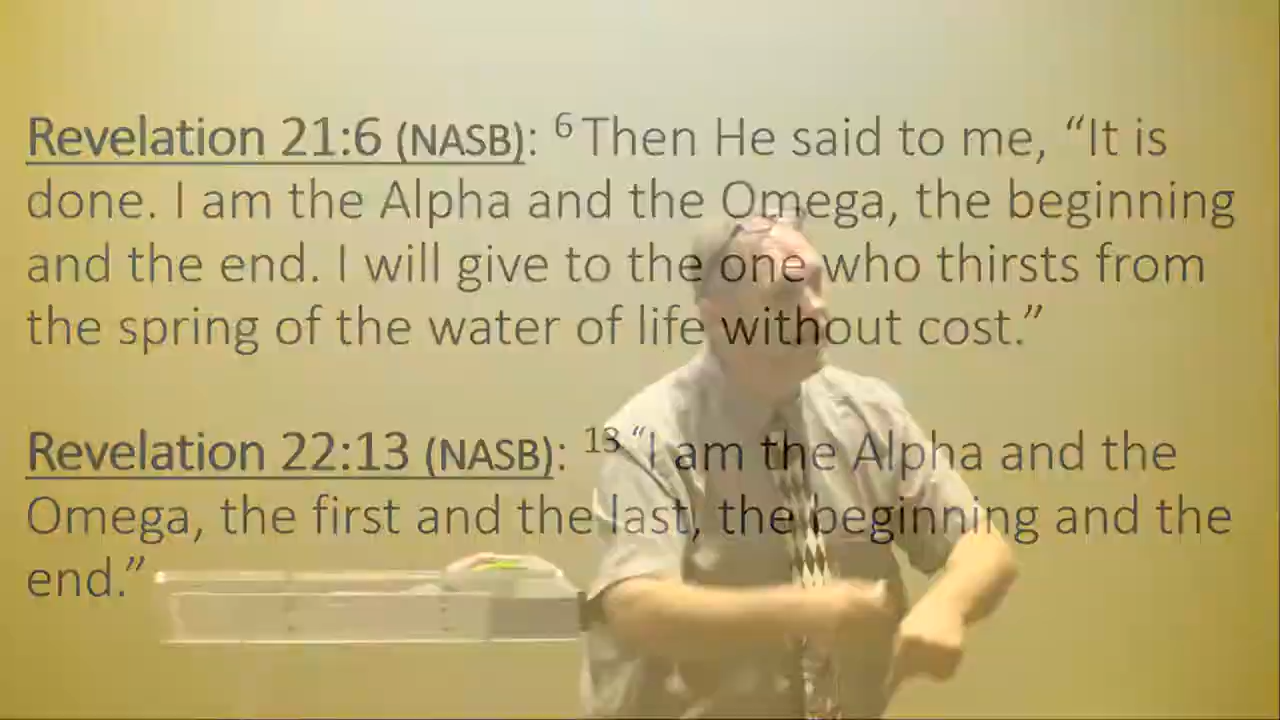 Revelation 21:6 (NASB): ⁶ Then He said to me, “It is
done. I am the Alpha and the Omega, the beginning
and the end. I will give to the one who thirsts from
the spring of the water of life without cost.”
Revelation 22:13 (NASB): ¹³ “I am the Alpha and the
Omega, the first and the last, the beginning and the
end.”